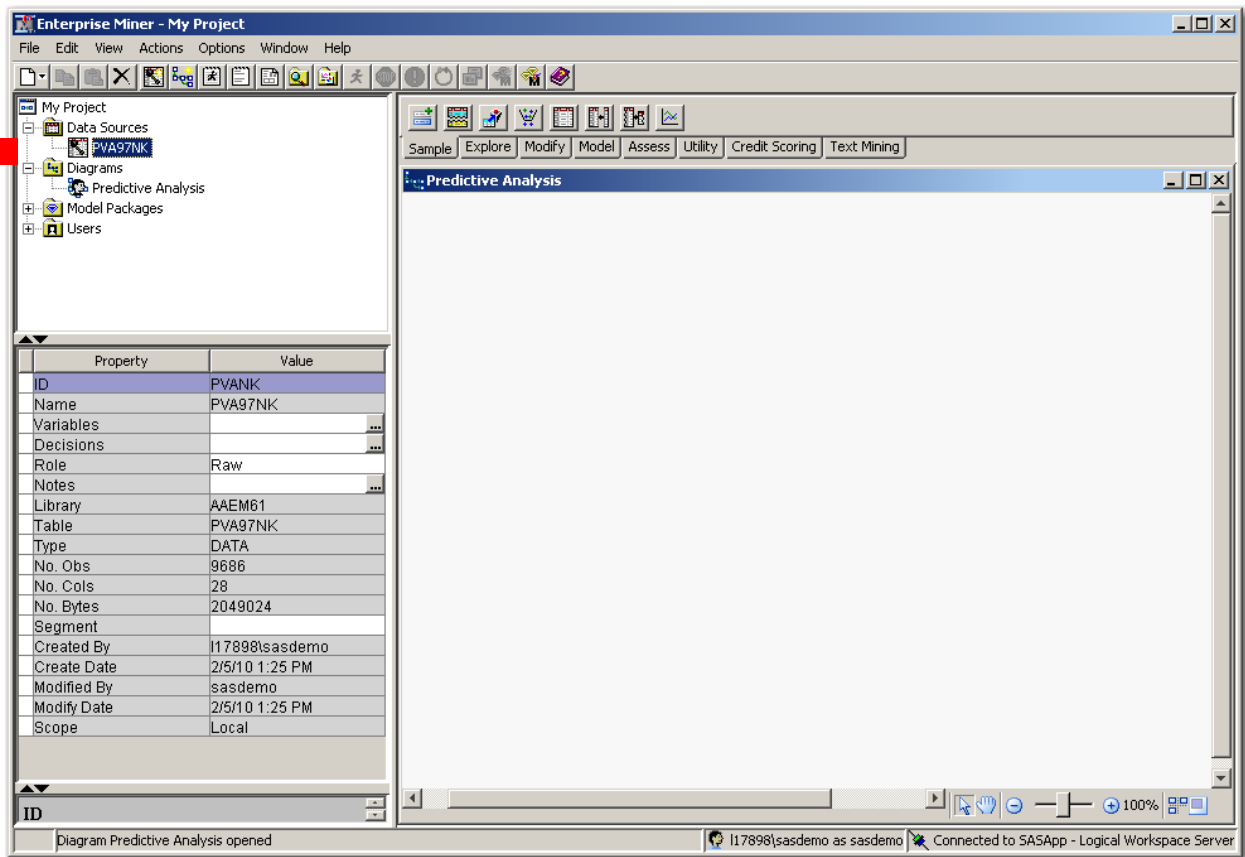 Enterprise Miner - My Project
File Edit View Actions Options Window Help
My Project
Data Sources
PVA97NK
Diagrams
Predictive Analysis
Model Packages
Users
Sample Explore Modify Model Assess Utility Credit Scoring Text Mining
Predictive Analysis
Property Value
ID PVANK
Name PVA97NK
Variables ...
Decisions ...
Role Raw
Notes ...
Library AAEM61
Table PVA97NK
Type DATA
No. Obs 9686
No. Cols 28
No. Bytes 2049024
Segment
Created By l17898\sasdemo
Create Date 2/5/10 1:25 PM
Modified By sasdemo
Modify Date 2/5/10 1:25 PM
Scope Local
ID
100%
Diagram Predictive Analysis opened
l17898\sasdemo as sasdemo Connected to SASApp - Logical Workspace Server